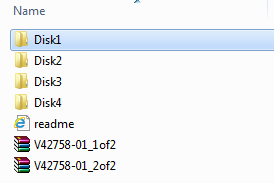 Name
Disk1
Disk2
Disk3
Disk4
readme
V42758-01_1of2
V42758-01_2of2